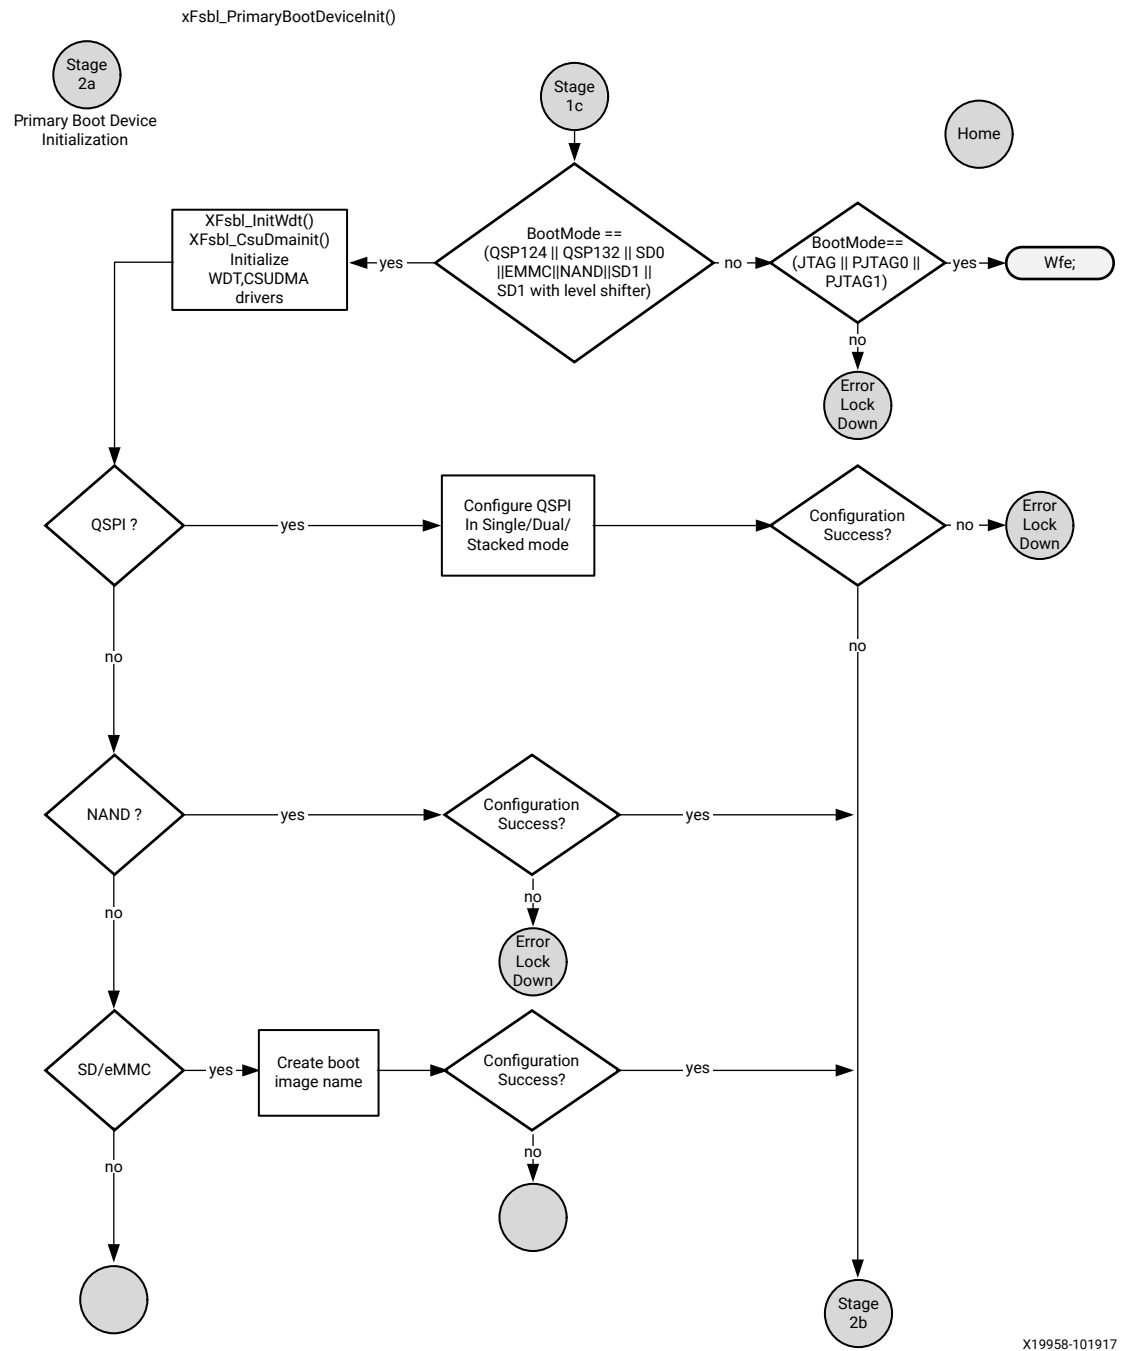 xFsbl_PrimaryBootDeviceInit()
Stage
2a
Primary Boot Device
Initialization
Stage
1c
Home
XFsbl_InitWdt()
XFsbl_CsuDmainit()
Initialize
WDT,CSUDMA
drivers
yes
BootMode ==
(QSP124 || QSP132 || SD0
||EMMC||NAND||SD1 ||
SD1 with level shifter)
no
BootMode==
(JTAG || PJTAG0 ||
PJTAG1)
yes
Wfe;
no
Error
Lock
Down
QSPI ?
yes
Configure QSPI
In Single/Dual/
Stacked mode
Configuration
Success?
no
Error
Lock
Down
no
no
NAND ?
yes
Configuration
Success?
yes
no
Error
Lock
Down
no
SD/eMMC
yes
Create boot
image name
Configuration
Success?
yes
no
no
Stage
2b
X19958-101917